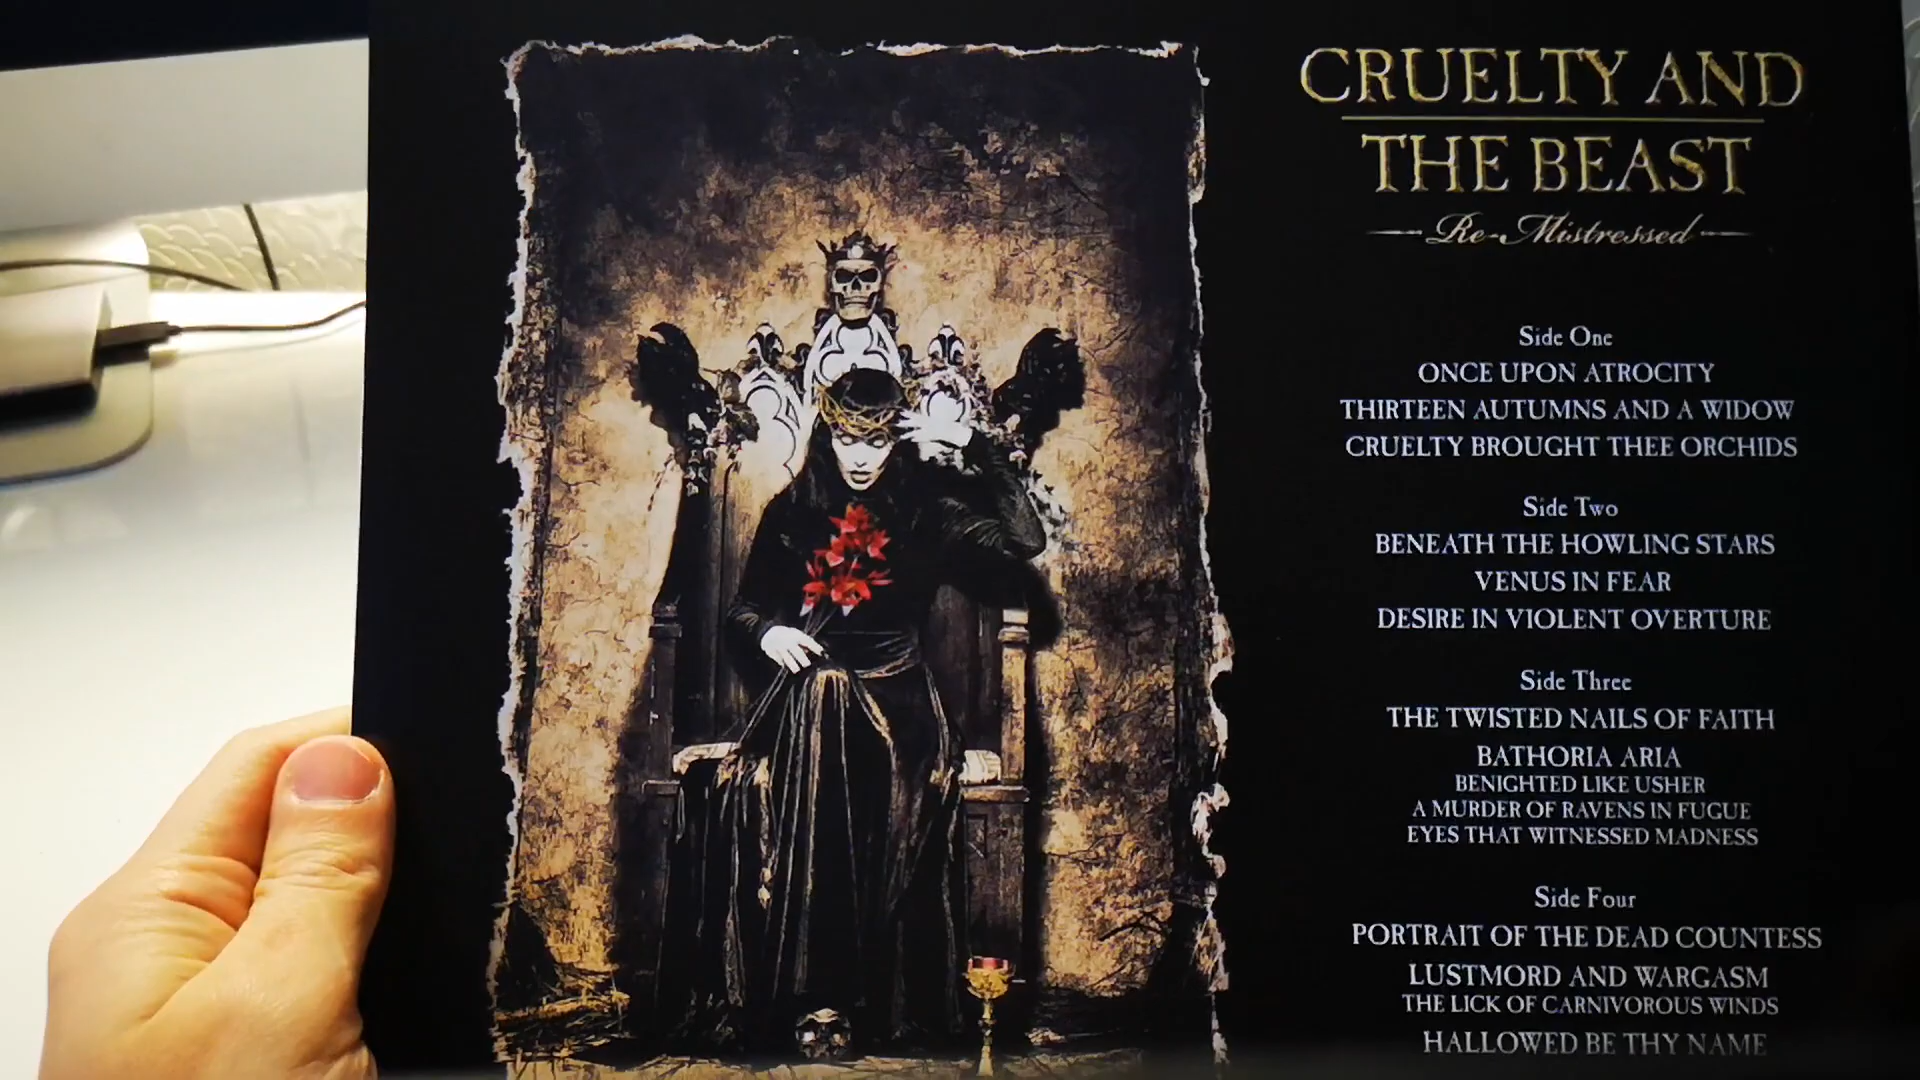 CRUELTY AND
THE BEAST
Re-Mistressed
Side One
ONCE UPON ATROCITY
THIRTEEN AUTUMNS AND A WIDOW
CRUELTY BROUGHT THEE ORCHIDS
Side Two
BENEATH THE HOWLING STARS
VENUS IN FEAR
DESIRE IN VIOLENT OVERTURE
Side Three
THE TWISTED NAILS OF FAITH
BATHORIA ARIA
BENIGHTED LIKE USHER
A MURDER OF RAVENS IN FUGUE
EYES THAT WITNESSED MADNESS
Side Four
PORTRAIT OF THE DEAD COUNTESS
LUSTMORD AND WARGASM
THE LICK OF CARNIVOROUS WINDS
HALLOWED BE THY NAME